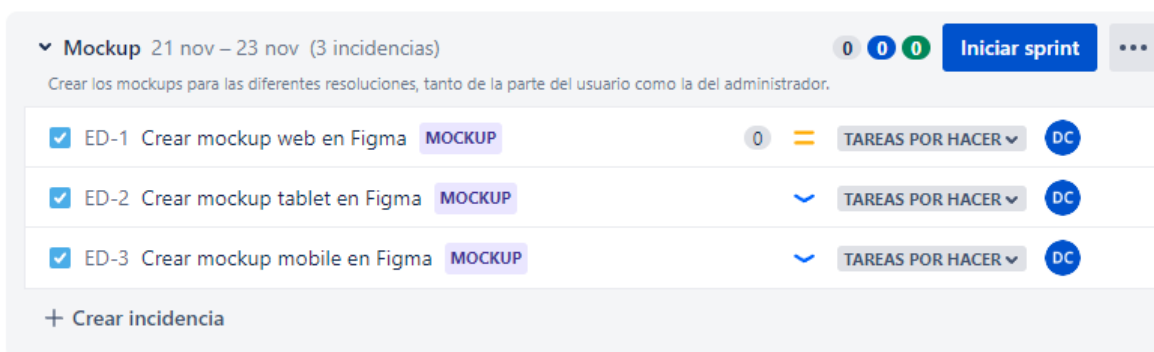 Mockup 21 nov – 23 nov (3 incidencias) 0 0 0 Iniciar sprint
Crear los mockups para las diferentes resoluciones, tanto de la parte del usuario como la del administrador.
ED-1 Crear mockup web en Figma MOCKUP 0 TAREAS POR HACER DC
ED-2 Crear mockup tablet en Figma MOCKUP TAREAS POR HACER DC
ED-3 Crear mockup mobile en Figma MOCKUP TAREAS POR HACER DC
+ Crear incidencia